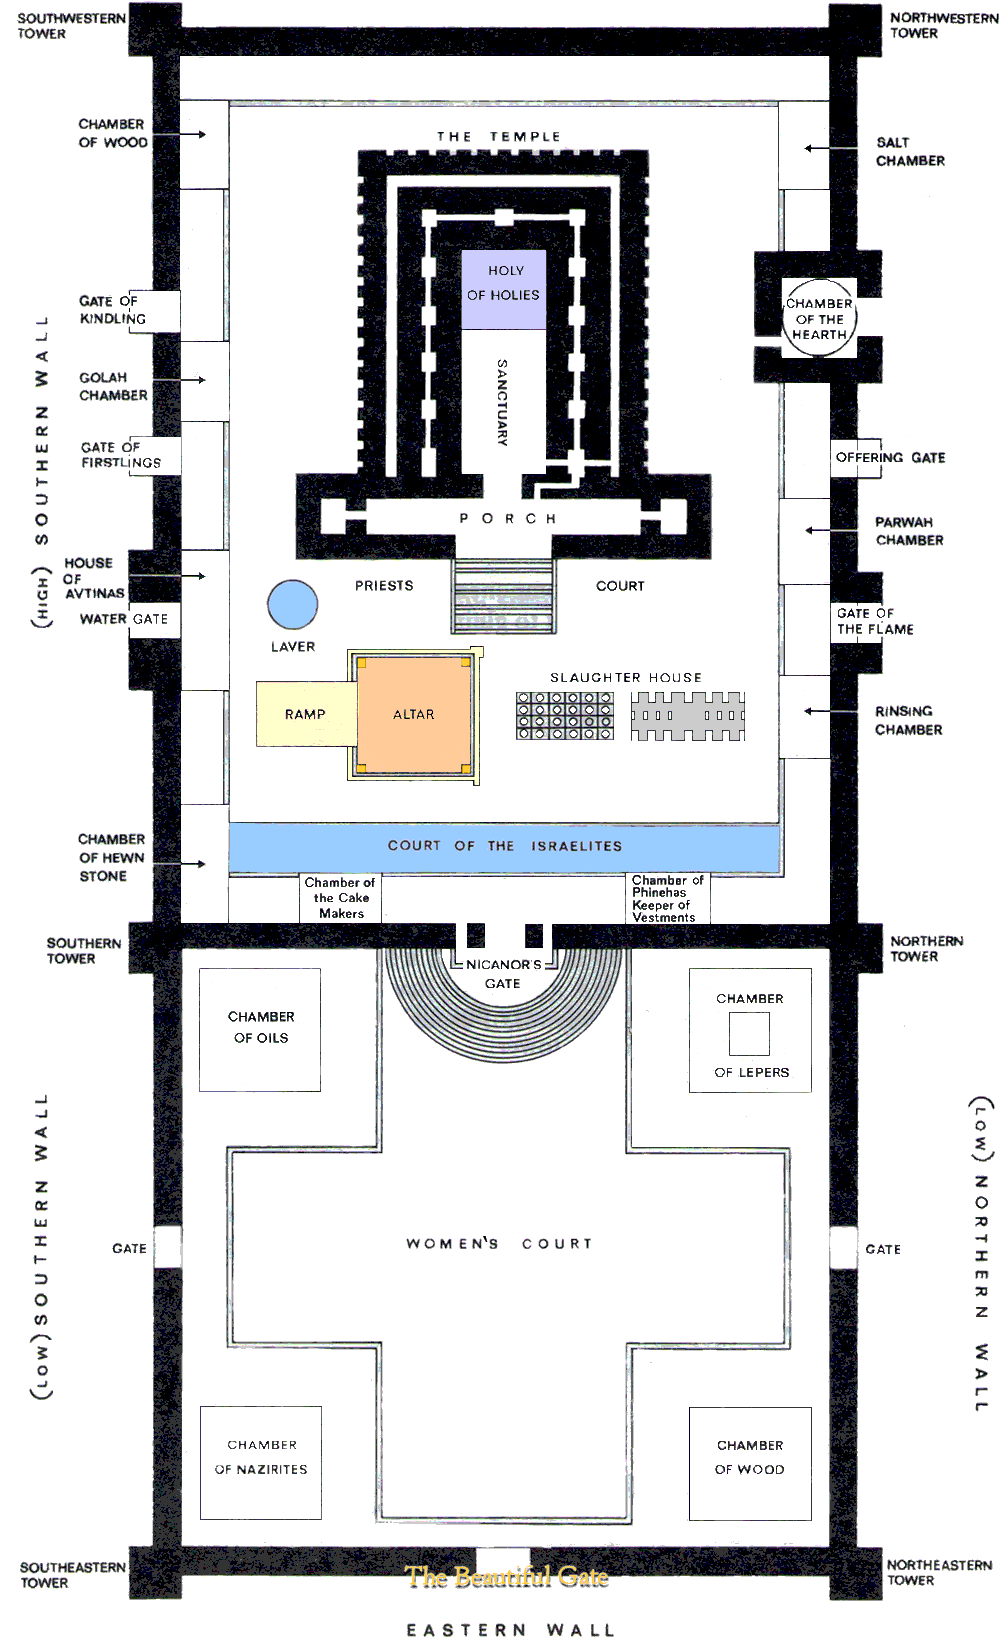 SOUTHWESTERN
TOWER
NORTHWESTERN
TOWER
CHAMBER
OF WOOD
THE TEMPLE
SALT
CHAMBER
HOLY
OF HOLIES
GATE OF
KINDLING
CHAMBER
OF THE
HEARTH
SANCTUARY
GOLAH
CHAMBER
(HIGH) SOUTHERN WALL
GATE OF
FIRSTLINGS
OFFERING GATE
PORCH
PARWAH
CHAMBER
HOUSE
OF
AVTINAS
PRIESTS COURT
WATER GATE
GATE OF
THE FLAME
LAVER
SLAUGHTER HOUSE
RAMP
ALTAR
RINSING
CHAMBER
CHAMBER
OF HEWN
STONE
COURT OF THE ISRAELITES
Chamber of
the Cake
Makers
Chamber of
Phinehas
Keeper of
Vestments
SOUTHERN
TOWER
NORTHERN
TOWER
NICANOR'S
GATE
CHAMBER
OF OILS
CHAMBER
OF LEPERS
(LOW) SOUTHERN WALL
(LOW) NORTHERN WALL
WOMEN'S COURT
GATE
GATE
CHAMBER
OF NAZIRITES
CHAMBER
OF WOOD
SOUTHEASTERN
TOWER
The Beautiful Gate
NORTHEASTERN
TOWER
EASTERN WALL